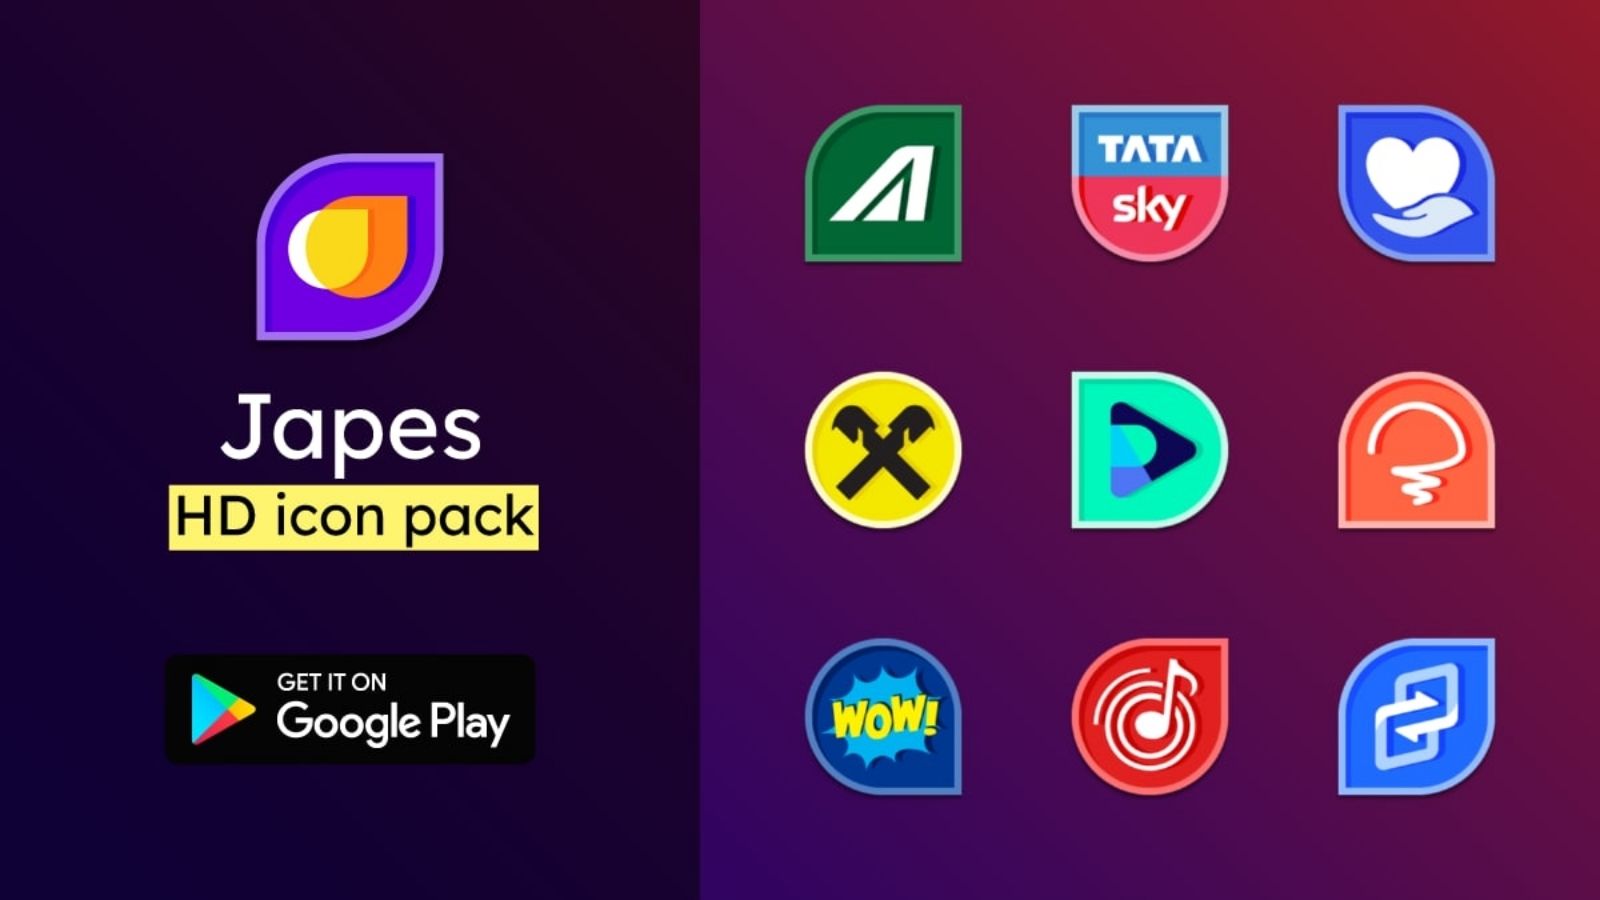 Japes
HD icon pack
GET IT ON
Google Play
TATA
sky
WOW!